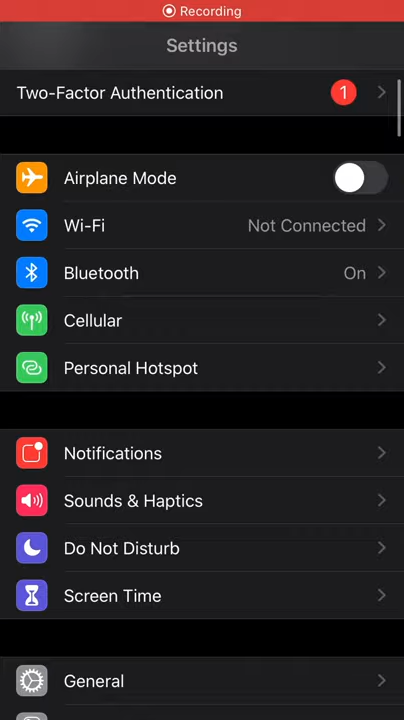 Recording
Settings
Two-Factor Authentication 1
Airplane Mode
Wi-Fi Not Connected
Bluetooth On
Cellular
Personal Hotspot
Notifications
Sounds & Haptics
Do Not Disturb
Screen Time
General